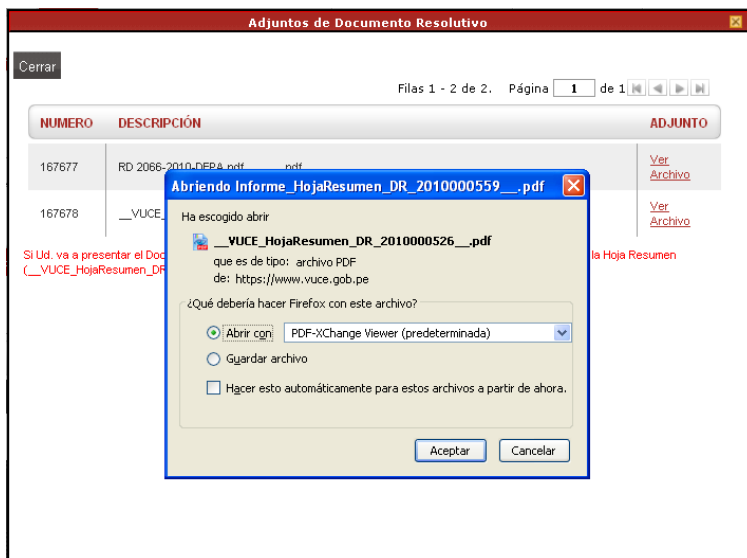 Adjuntos de Documento Resolutivo
Cerrar
Filas 1 - 2 de 2. Página 1 de 1
NUMERO DESCRIPCIÓN ADJUNTO
167677 RD 2066-2010-DEPA.pdf .pdf Ver Archivo
167678 __VUCE_ Ver Archivo
Si Ud. va a presentar el Doc la Hoja Resumen
(__VUCE_HojaResumen_DR
Abriendo Informe_HojaResumen_DR_2010000559__.pdf
Ha escogido abrir
__VUCE_HojaResumen_DR_2010000526__.pdf
que es de tipo: archivo PDF
de: https://www.vuce.gob.pe
¿Qué debería hacer Firefox con este archivo?
Abrir con PDF-XChange Viewer (predeterminada)
Guardar archivo
Hacer esto automáticamente para estos archivos a partir de ahora.
Aceptar Cancelar